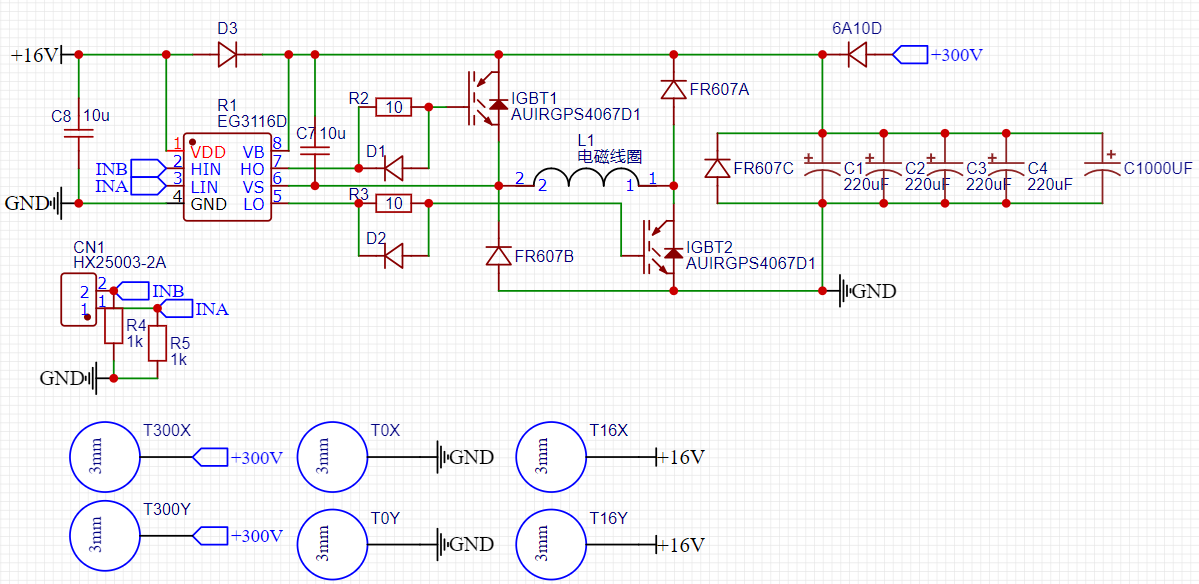 D3
6A10D
+16V
+300V
C8
10u
R1
EG3116D
C7
10u
R2
10
IGBT1
AUIRGPS4067D1
FR607A
1
VDD
VB
8
INB
2
HIN
HO
7
INA
3
LIN
VS
6
GND
4
GND
LO
5
D1
R3
10
D2
L1
电磁线圈
2
2
1
1
FR607C
C1
220uF
C2
220uF
C3
220uF
C4
220uF
C1000UF
FR607B
IGBT2
AUIRGPS4067D1
GND
CN1
HX25003-2A
2
2
INB
1
1
INA
R4
1k
R5
1k
GND
3mm
T300X
+300V
3mm
T0X
GND
3mm
T16X
+16V
3mm
T300Y
+300V
3mm
T0Y
GND
3mm
T16Y
+16V